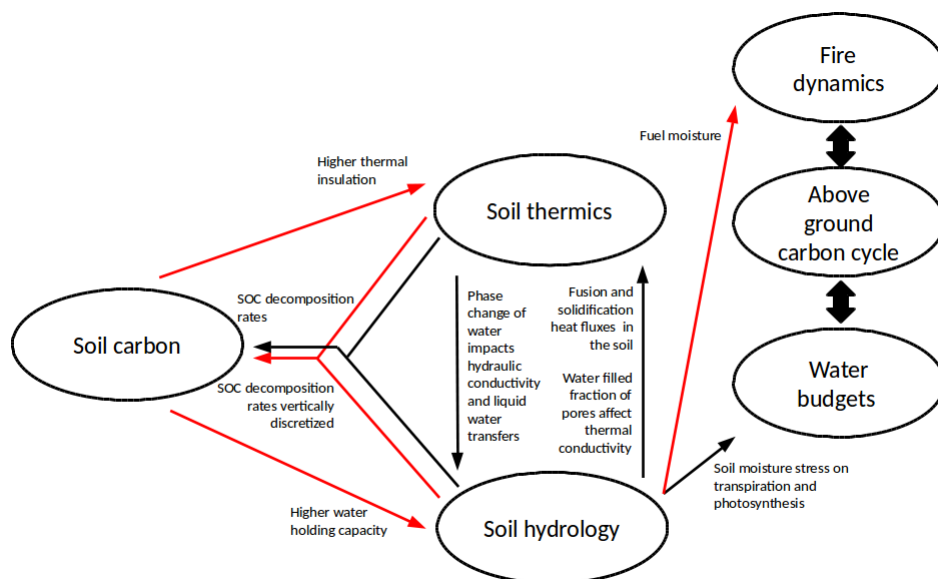 Fire
dynamics
Fuel moisture
Higher thermal
insulation
Soil thermics
Above
ground
carbon cycle
SOC decomposition
rates
Phase
change of
water
impacts
hydraulic
conductivity
and liquid
water
transfers
Fusion and
solidification
heat fluxes in
the soil
Water filled
fraction of
pores affect
thermal
conductivity
Soil carbon
SOC decomposition
rates vertically
discretized
Water
budgets
Soil moisture stress on
transpiration and
photosynthesis
Higher water
holding capacity
Soil hydrology